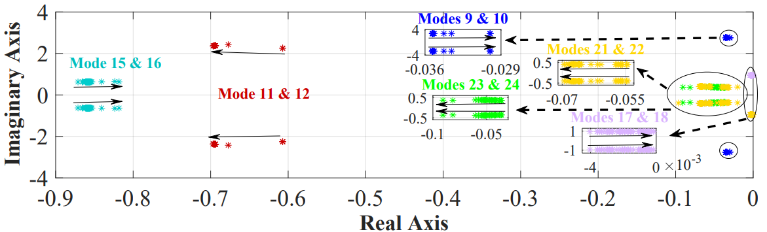 Modes 9 & 10
4
-4
-0.036 -0.029
Modes 21 & 22
0.5
-0.5
-0.07 -0.055
Mode 15 & 16
Mode 11 & 12
Modes 23 & 24
0.5
-0.5
-0.1 -0.05
Modes 17 & 18
1
-1
-4 0 ×10⁻³
Imaginary Axis
4
2
0
-2
-4
-0.9 -0.8 -0.7 -0.6 -0.5 -0.4 -0.3 -0.2 -0.1 0
Real Axis